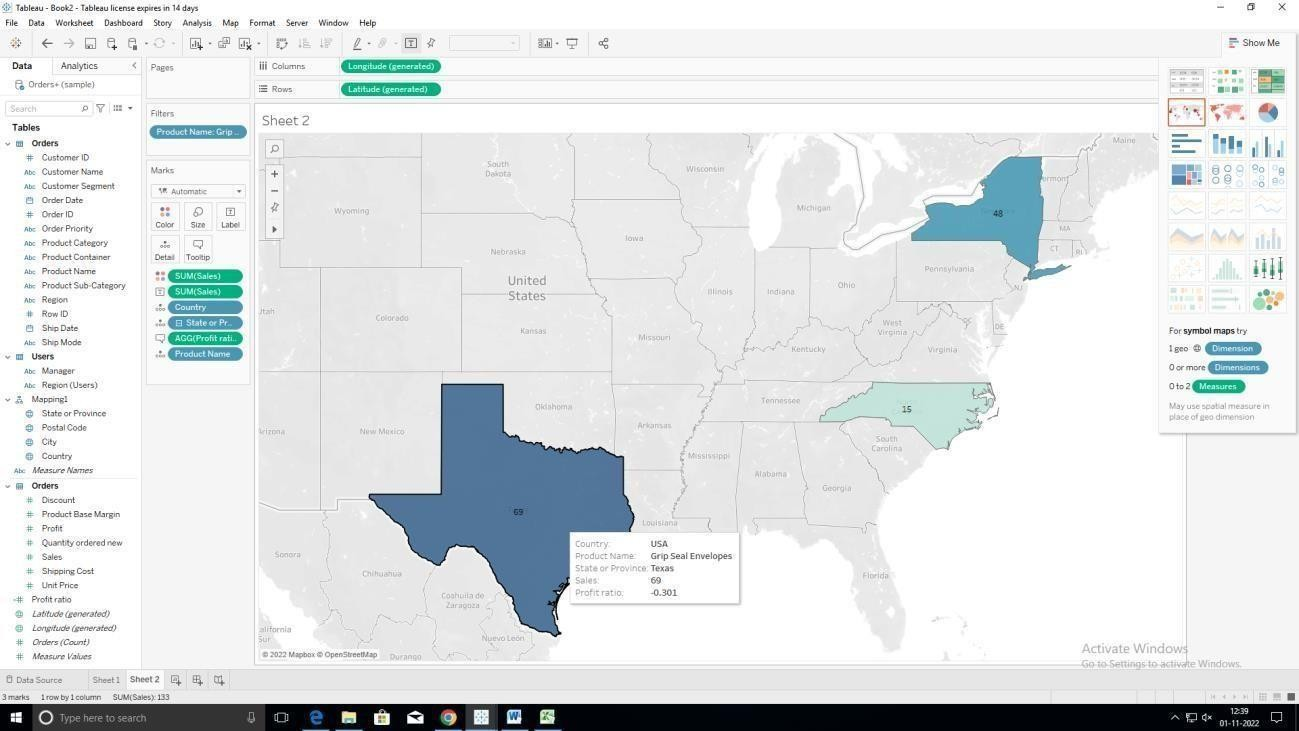 Tableau - Book2 - Tableau license expires in 14 days
File Data Worksheet Dashboard Story Analysis Map Format Server Window Help
Show Me
Data Analytics
Orders+ (sample)
Search
Tables
Orders
Customer ID
Customer Name
Customer Segment
Order Date
Order ID
Order Priority
Product Category
Product Container
Product Name
Product Sub-Category
Region
Row ID
Ship Date
Ship Mode
Users
Manager
Region (Users)
Mapping1
State or Province
Postal Code
City
Country
Measure Names
Orders
Discount
Product Base Margin
Profit
Quantity ordered new
Sales
Shipping Cost
Unit Price
Profit ratio
Latitude (generated)
Longitude (generated)
Orders (Count)
Measure Values
Pages
Filters
Product Name: Grip ..
Marks
Automatic
Color Size Label
Detail Tooltip
SUM(Sales)
SUM(Sales)
Country
State or Pr..
AGG(Profit rati..
Product Name
Columns Longitude (generated)
Rows Latitude (generated)
Sheet 2
Maine
South Dakota
Wisconsin
Michigan
Wyoming
48
MA
CT
RI
Iowa
Nebraska
Pennsylvania
NJ
United States
Illinois
Indiana
Ohio
Colorado
Kansas
Missouri
West Virginia
DE
Virginia
Kentucky
Tennessee
15
Oklahoma
Arkansas
New Mexico
South Carolina
Mississippi
Alabama
Georgia
69
Louisiana
Sonora
Chihuahua
Coahuila de Zaragoza
Nuevo León
Durango
Florida
Country: USA
Product Name: Grip Seal Envelopes
State or Province: Texas
Sales: 69
Profit ratio: -0.301
© 2022 Mapbox © OpenStreetMap
For symbol maps try
1 geo Dimension
0 or more Dimensions
0 to 2 Measures
May use spatial measure in
place of geo dimension
Activate Windows
Go to Settings to activate Windows.
Data Source Sheet 1 Sheet 2
3 marks 1 row by 1 column SUM(Sales): 133
Type here to search
12:39
01-11-2022